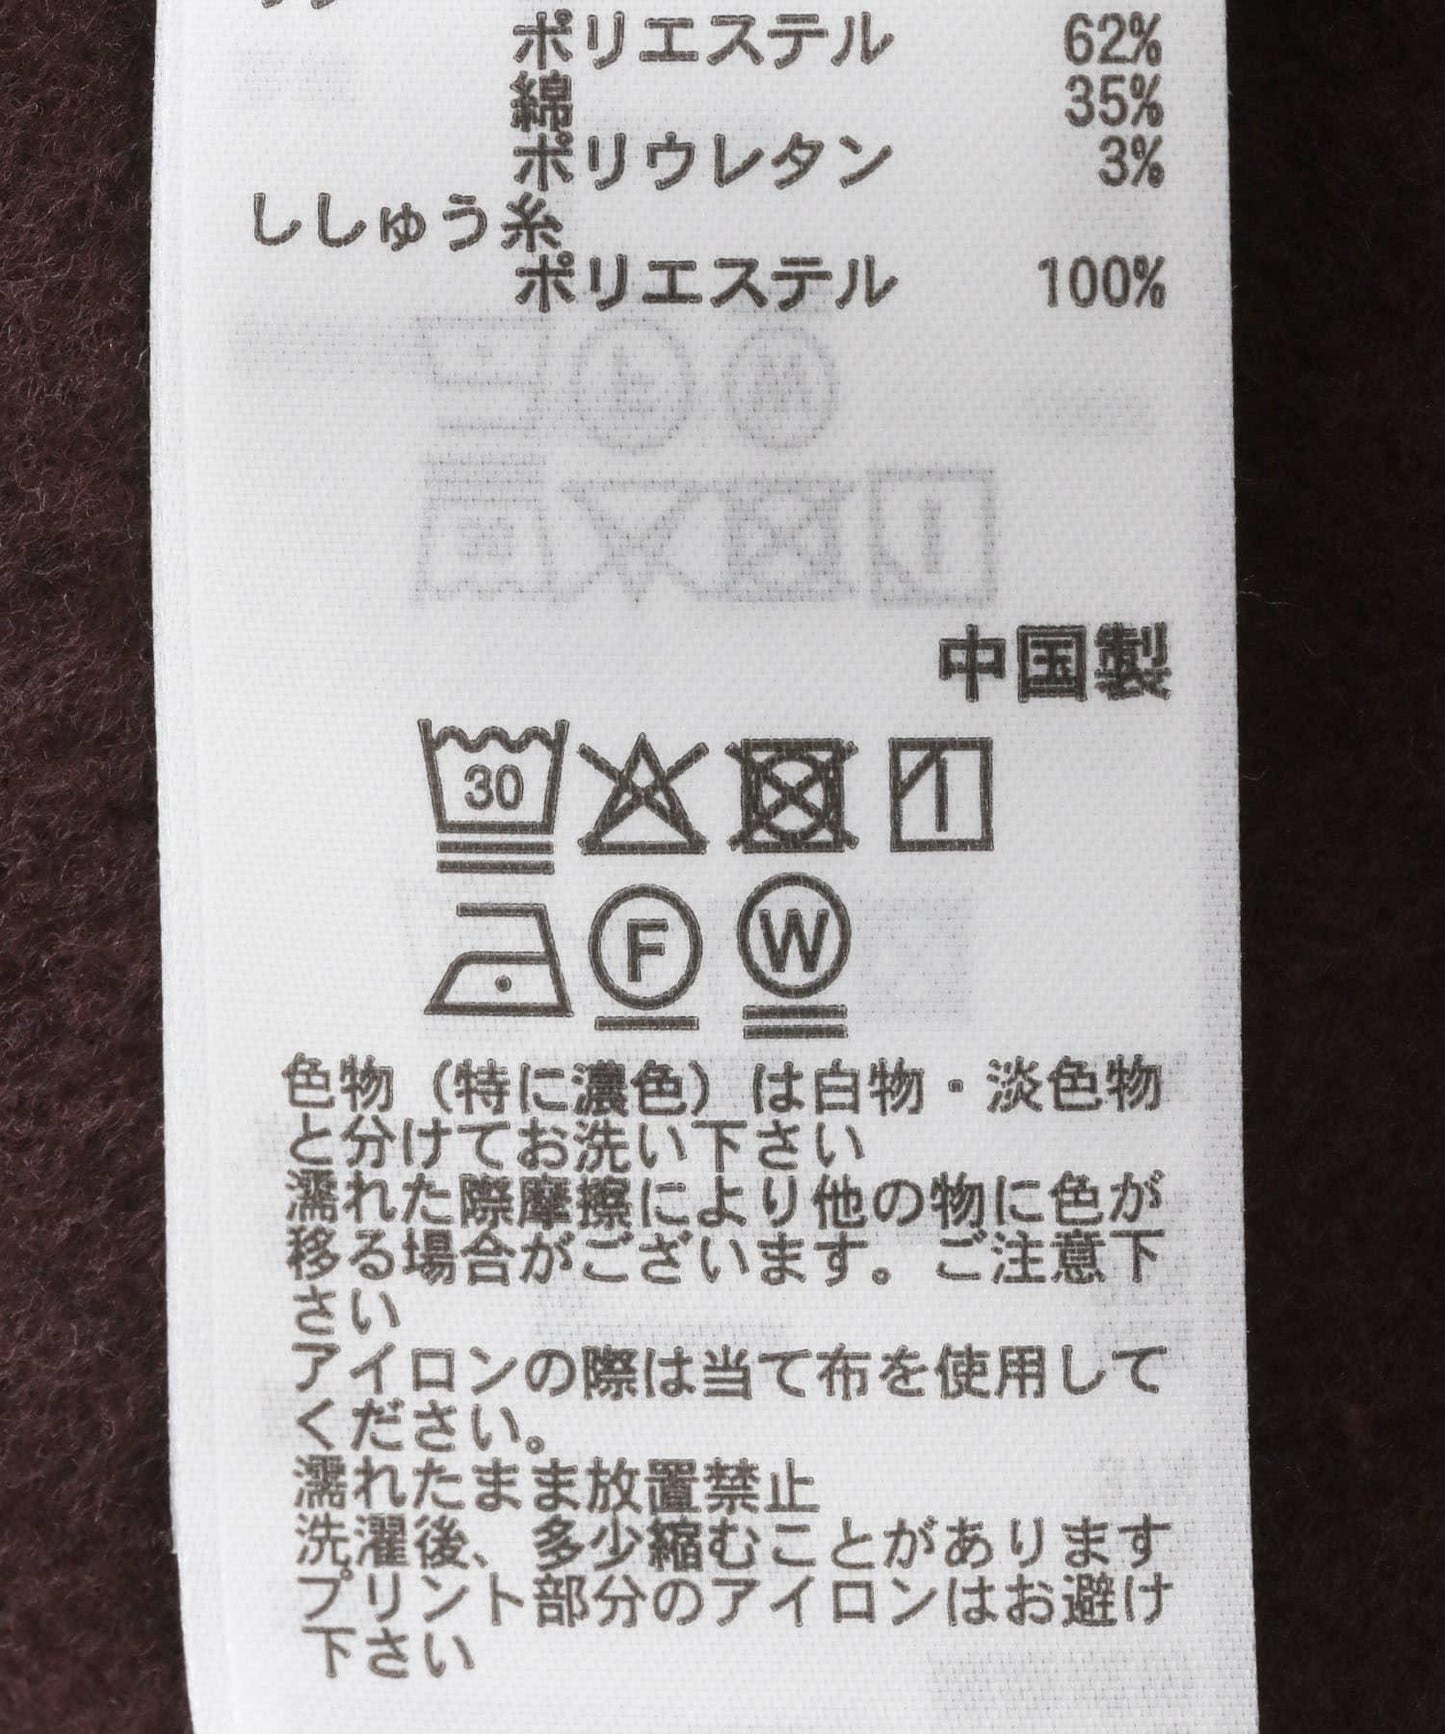 ポリエステル 62%
綿 35%
ポリウレタン 3%
ししゅう糸
ポリエステル 100%
中国製
30
F W
色物（特に濃色）は白物・淡色物
と分けてお洗い下さい
濡れた際摩擦により他の物に色が
移る場合がございます。ご注意下
さい
アイロンの際は当て布を使用して
ください。
濡れたまま放置禁止
洗濯後、多少縮むことがあります
プリント部分のアイロンはお避け
下さい